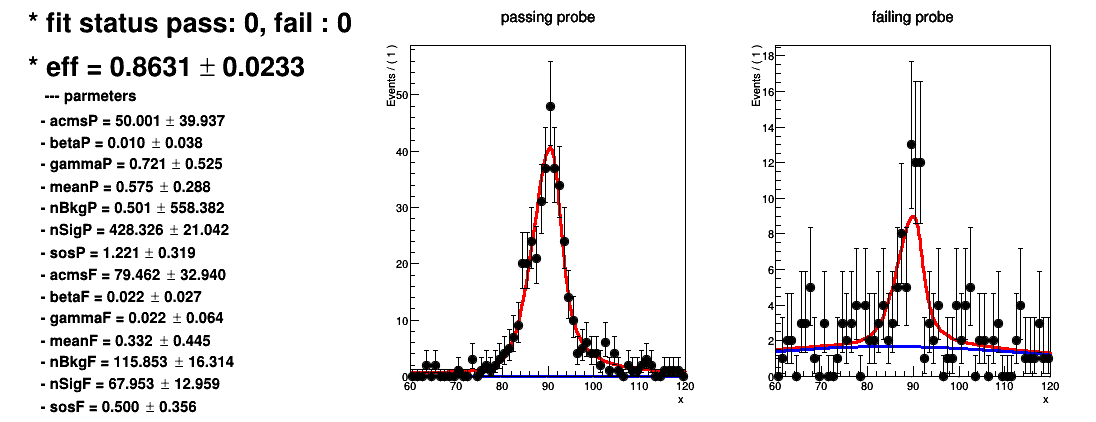 * fit status pass: 0, fail : 0
* eff = 0.8631 ± 0.0233
--- parmeters
- acmsP = 50.001 ± 39.937
- betaP = 0.010 ± 0.038
- gammaP = 0.721 ± 0.525
- meanP = 0.575 ± 0.288
- nBkgP = 0.501 ± 558.382
- nSigP = 428.326 ± 21.042
- sosP = 1.221 ± 0.319
- acmsF = 79.462 ± 32.940
- betaF = 0.022 ± 0.027
- gammaF = 0.022 ± 0.064
- meanF = 0.332 ± 0.445
- nBkgF = 115.853 ± 16.314
- nSigF = 67.953 ± 12.959
- sosF = 0.500 ± 0.356
passing probe
Events / ( 1 )
50
40
30
20
10
0
60 70 80 90 100 110 120
x
failing probe
Events / ( 1 )
18
16
14
12
10
8
6
4
2
0
60 70 80 90 100 110 120
x